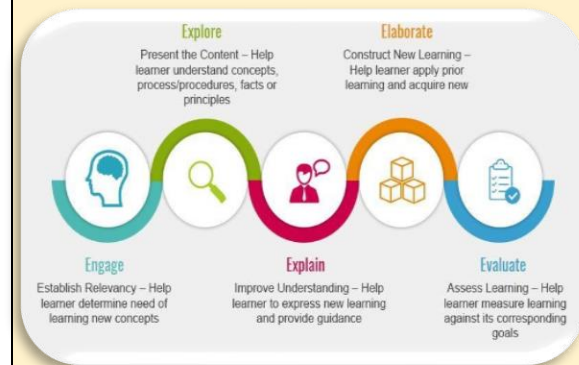 Explore
Present the Content – Help
learner understand concepts,
process/procedures, facts or
principles
Elaborate
Construct New Learning –
Help learner apply prior
learning and acquire new
Engage
Establish Relevancy – Help
learner determine need of
learning new concepts
Explain
Improve Understanding – Help
learner to express new learning
and provide guidance
Evaluate
Assess Learning – Help
learner measure learning
against its corresponding
goals